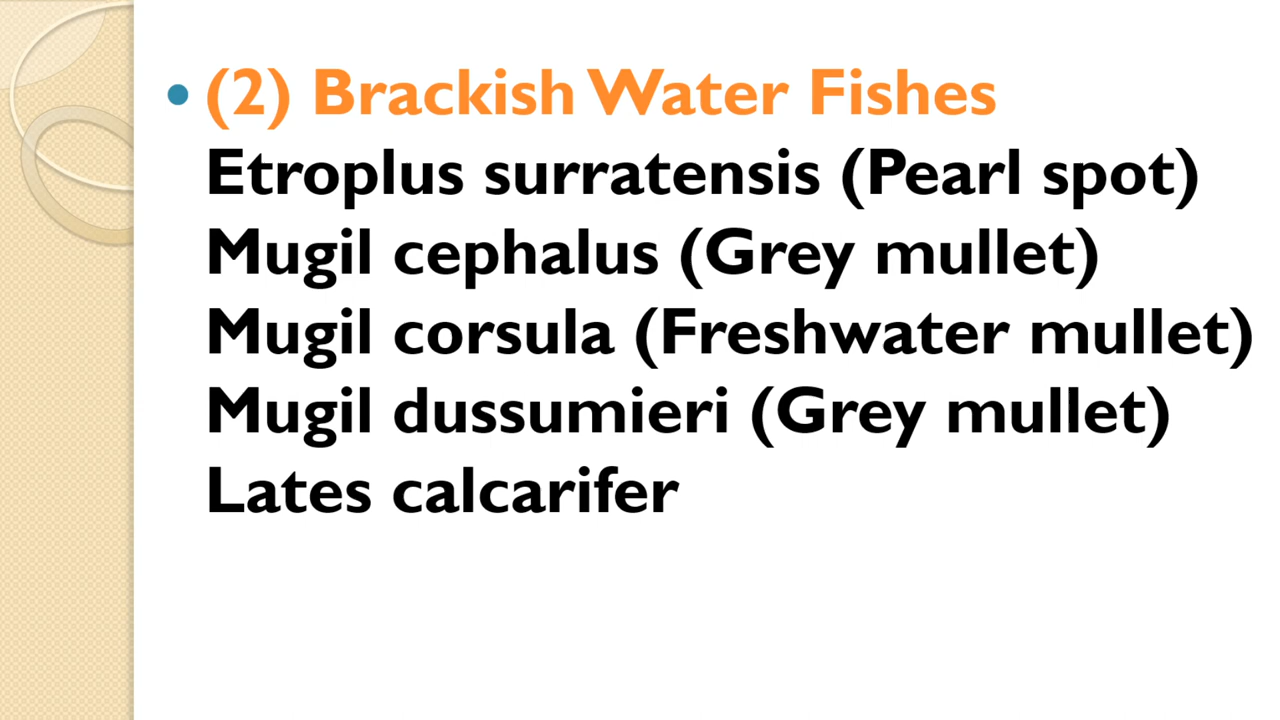 • (2) Brackish Water Fishes
Etroplus surratensis (Pearl spot)
Mugil cephalus (Grey mullet)
Mugil corsula (Freshwater mullet)
Mugil dussumieri (Grey mullet)
Lates calcarifer